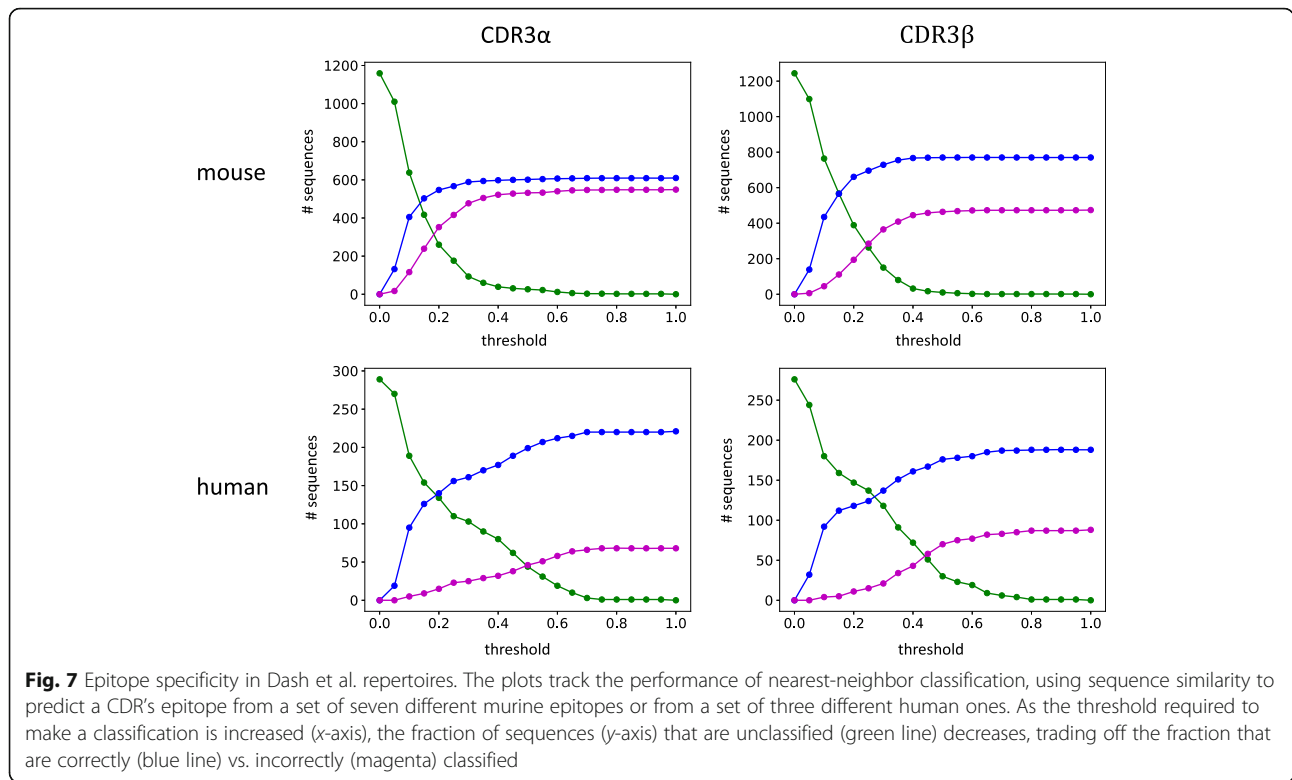 CDR3α
CDR3β
mouse
# sequences
1200
1000
800
600
400
200
0
0.0 0.2 0.4 0.6 0.8 1.0
threshold
# sequences
1200
1000
800
600
400
200
0
0.0 0.2 0.4 0.6 0.8 1.0
threshold
human
# sequences
300
250
200
150
100
50
0
0.0 0.2 0.4 0.6 0.8 1.0
threshold
# sequences
250
200
150
100
50
0
0.0 0.2 0.4 0.6 0.8 1.0
threshold
Fig. 7 Epitope specificity in Dash et al. repertoires. The plots track the performance of nearest-neighbor classification, using sequence similarity to
predict a CDR's epitope from a set of seven different murine epitopes or from a set of three different human ones. As the threshold required to
make a classification is increased (x-axis), the fraction of sequences (y-axis) that are unclassified (green line) decreases, trading off the fraction that
are correctly (blue line) vs. incorrectly (magenta) classified